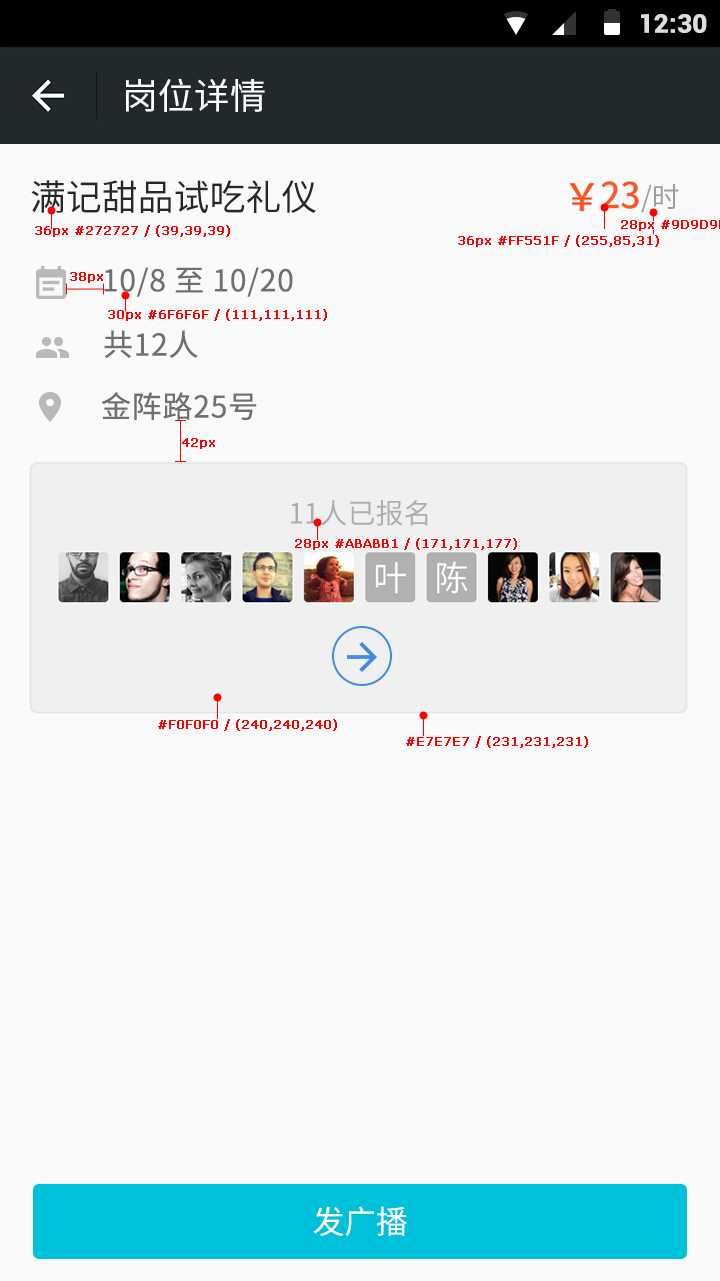 12:30
岗位详情
满记甜品试吃礼仪 ￥23/时
36px #272727 / (39,39,39)
28px #9D9D9
36px #FF551F / (255,85,31)
38px
10/8 至 10/20
30px #6F6F6F / (111,111,111)
共12人
金阵路25号
42px
11人已报名
28px #ABABB1 / (171,171,177)
叶 陈
#F0F0F0 / (240,240,240)
#E7E7E7 / (231,231,231)
发广播